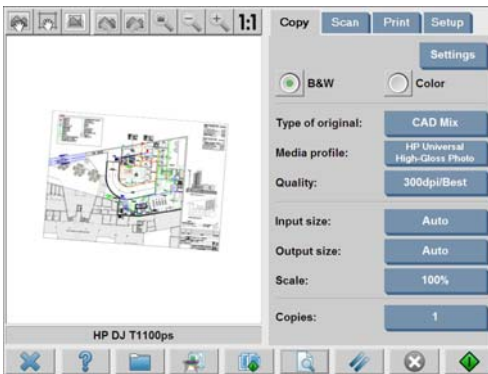 1:1
Copy
Scan
Print
Setup
Settings
B&W
Color
Type of original:
CAD Mix
Media profile:
HP Universal
High-Gloss Photo
Quality:
300dpi/Best
Input size:
Auto
Output size:
Auto
Scale:
100%
Copies:
1
HP DJ T1100ps